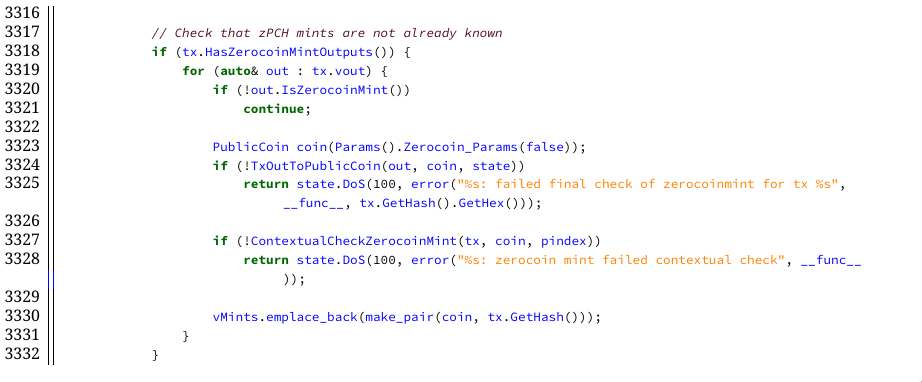 3316
3317 // Check that zPCH mints are not already known
3318 if (tx.HasZerocoinMintOutputs()) {
3319 for (auto& out : tx.vout) {
3320 if (!out.IsZerocoinMint())
3321 continue;
3322
3323 PublicCoin coin(Params().Zerocoin_Params(false));
3324 if (!TxOutToPublicCoin(out, coin, state))
3325 return state.DoS(100, error("%s: failed final check of zerocoinmint for tx %s",
__func__, tx.GetHash().GetHex()));
3326
3327 if (!ContextualCheckZerocoinMint(tx, coin, pindex))
3328 return state.DoS(100, error("%s: zerocoin mint failed contextual check", __func__
));
3329
3330 vMints.emplace_back(make_pair(coin, tx.GetHash()));
3331 }
3332 }